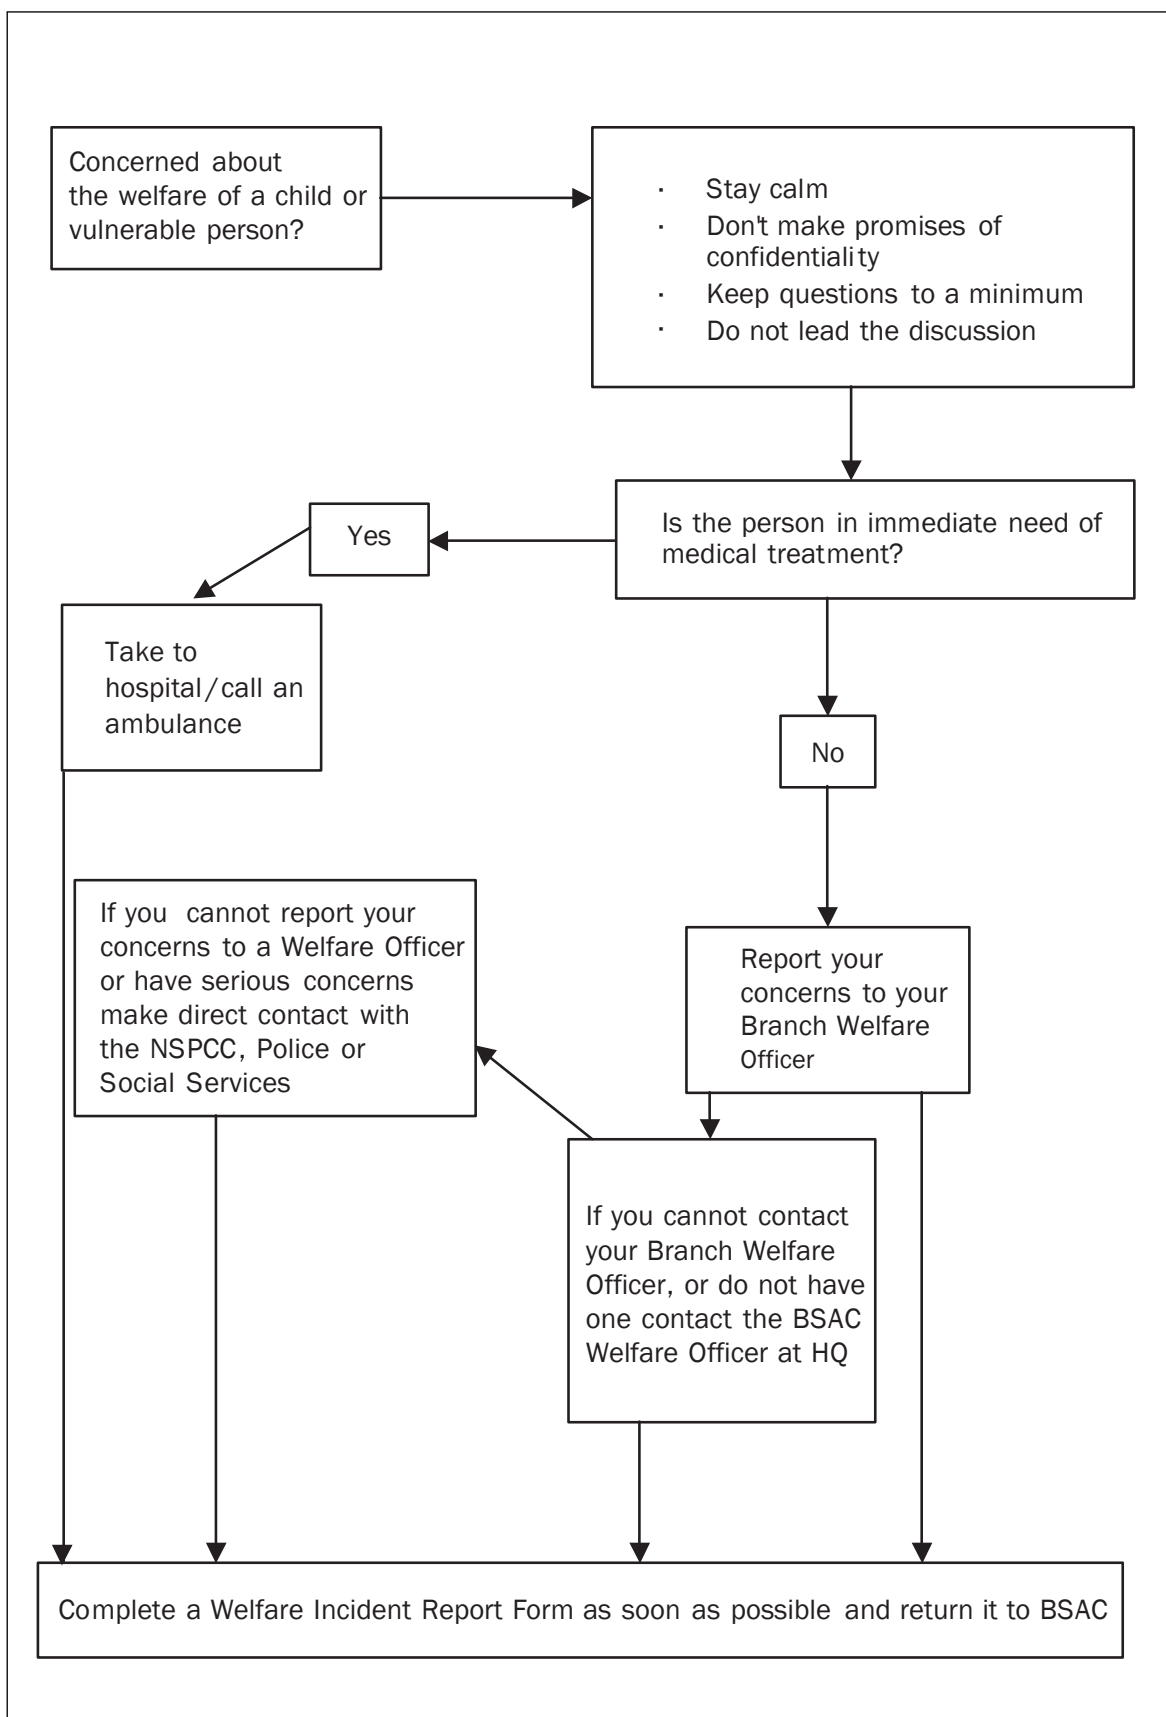 Concerned about
the welfare of a child or
vulnerable person?
· Stay calm
· Don't make promises of
confidentiality
· Keep questions to a minimum
· Do not lead the discussion
Is the person in immediate need of
medical treatment?
Yes
Take to
hospital/call an
ambulance
No
Report your
concerns to your
Branch Welfare
Officer
If you cannot contact
your Branch Welfare
Officer, or do not have
one contact the BSAC
Welfare Officer at HQ
If you cannot report your
concerns to a Welfare Officer
or have serious concerns
make direct contact with
the NSPCC, Police or
Social Services
Complete a Welfare Incident Report Form as soon as possible and return it to BSAC